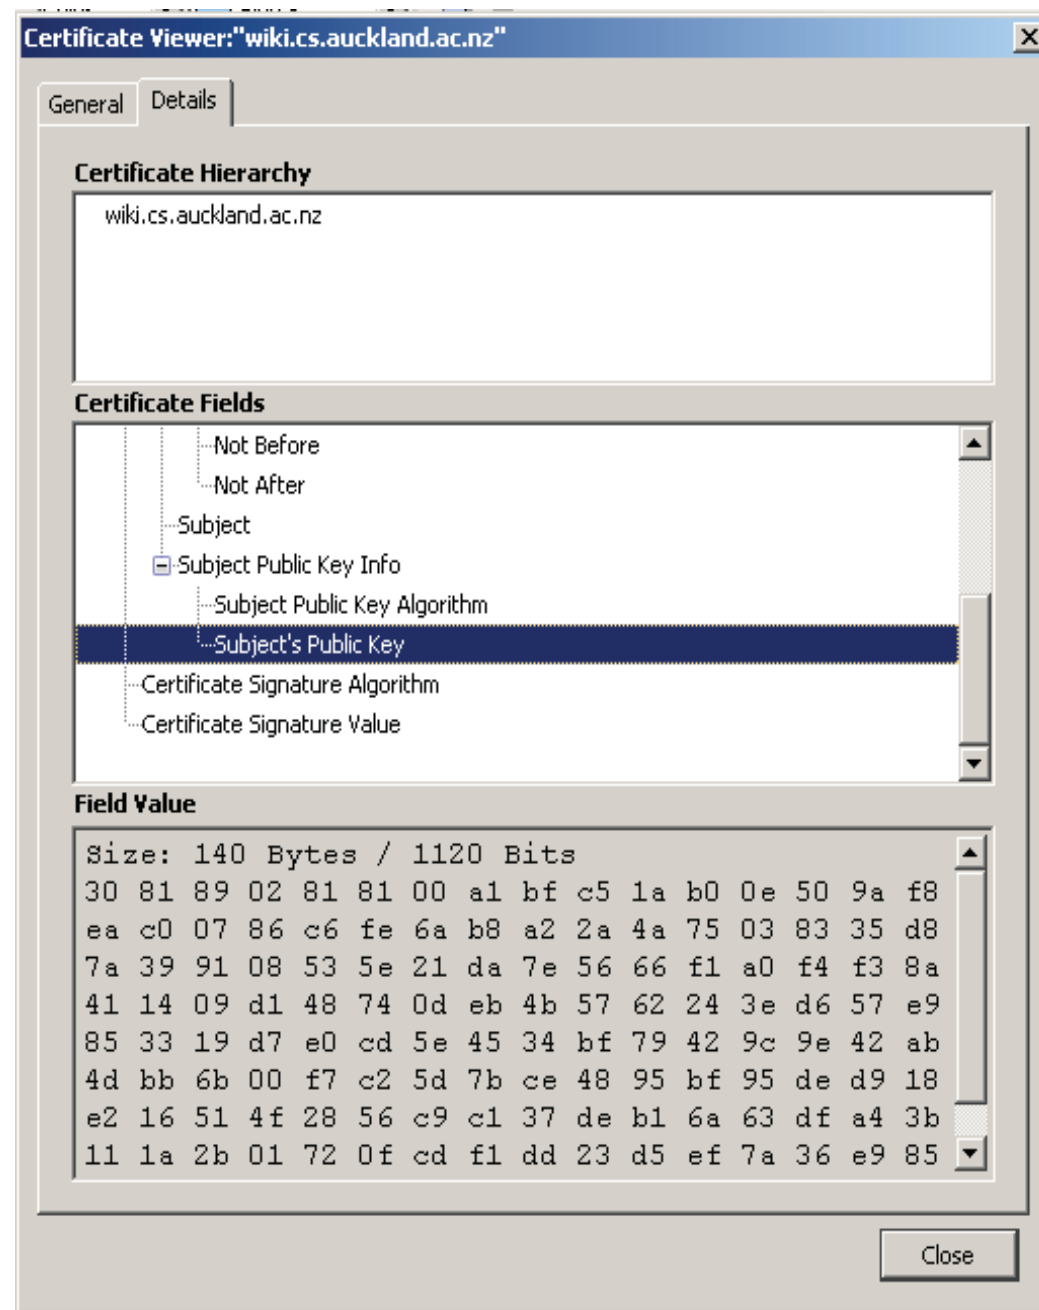 Certificate Viewer:"wiki.cs.auckland.ac.nz"
General Details
Certificate Hierarchy
wiki.cs.auckland.ac.nz
Certificate Fields
Not Before
Not After
Subject
Subject Public Key Info
Subject Public Key Algorithm
Subject's Public Key
Certificate Signature Algorithm
Certificate Signature Value
Field Value
Size: 140 Bytes / 1120 Bits
30 81 89 02 81 81 00 a1 bf c5 1a b0 0e 50 9a f8
ea c0 07 86 c6 fe 6a b8 a2 2a 4a 75 03 83 35 d8
7a 39 91 08 53 5e 21 da 7e 56 66 f1 a0 f4 f3 8a
41 14 09 d1 48 74 0d eb 4b 57 62 24 3e d6 57 e9
85 33 19 d7 e0 cd 5e 45 34 bf 79 42 9c 9e 42 ab
4d bb 6b 00 f7 c2 5d 7b ce 48 95 bf 95 de d9 18
e2 16 51 4f 28 56 c9 c1 37 de b1 6a 63 df a4 3b
11 1a 2b 01 72 0f cd f1 dd 23 d5 ef 7a 36 e9 85
Close